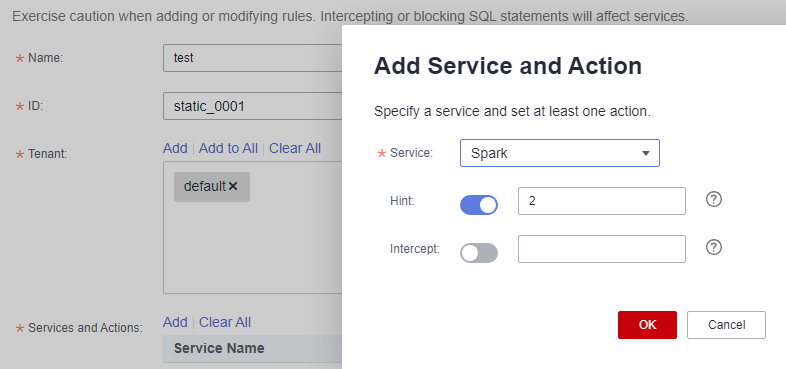 Exercise caution when adding or modifying rules. Intercepting or blocking SQL statements will affect services.
* Name: test
* ID: static_0001
* Tenant: Add | Add to All | Clear All
default ×
* Services and Actions: Add | Clear All
Service Name
Add Service and Action
Specify a service and set at least one action.
* Service: Spark
Hint: 2 ?
Intercept: ?
OK Cancel